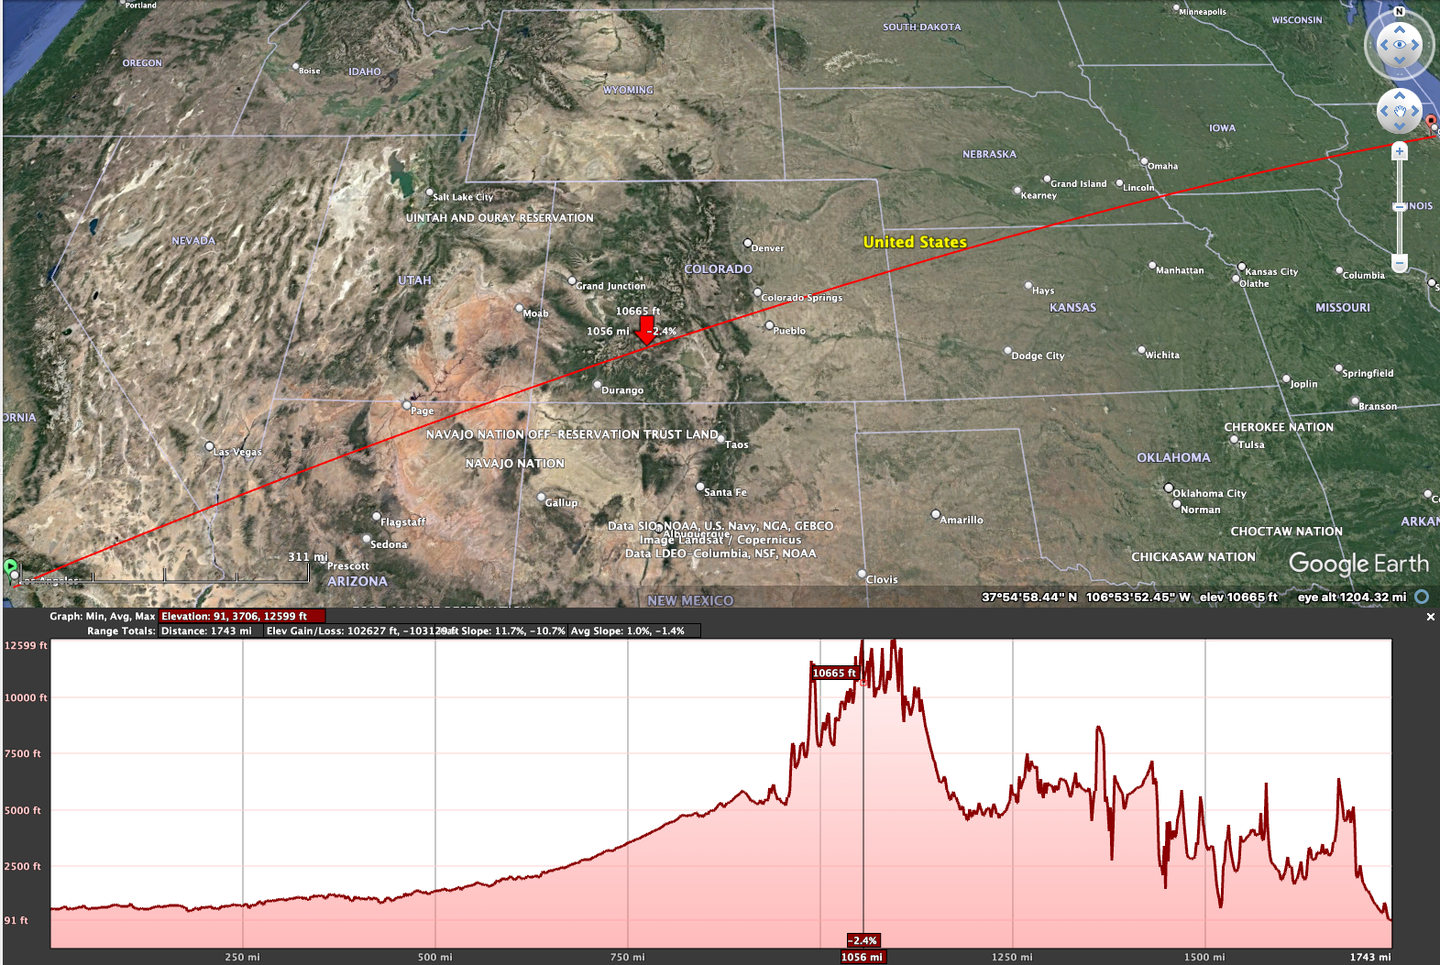 Portland
Minneapolis
N
WISCONSIN
SOUTH DAKOTA
OREGON
Boise
IDAHO
WYOMING
IOWA
NEBRASKA
Omaha
Grand Island
Lincoln
Kearney
Salt Lake City
UINTAH AND OURAY RESERVATION
NOIS
NEVADA
United States
Denver
UTAH
COLORADO
Grand Junction
Manhattan
Kansas City
Olathe
Columbia
Hays
KANSAS
MISSOURI
Colorado Springs
Moab
10665 ft
1056 mi
-2.4%
Pueblo
Dodge City
Wichita
Springfield
Joplin
Durango
Branson
Page
ORNIA
NAVAJO NATION OFF-RESERVATION TRUST LAND
Taos
CHEROKEE NATION
Tulsa
Las Vegas
NAVAJO NATION
OKLAHOMA
Gallup
Santa Fe
Oklahoma City
Norman
ARKAN
Flagstaff
Amarillo
Data SIO, NOAA, U.S. Navy, NGA, GEBCO
Albuquerque
Image Landsat / Copernicus
Data LDEO-Columbia, NSF, NOAA
CHOCTAW NATION
Sedona
311 mi
Prescott
CHICKASAW NATION
Google Earth
Los Angeles
ARIZONA
Clovis
NEW MEXICO
37°54'58.44" N 106°53'52.45" W elev 10665 ft eye alt 1204.32 mi
Graph: Min, Avg, Max Elevation: 91, 3706, 12599 ft
Range Totals: Distance: 1743 mi Elev Gain/Loss: 102627 ft, -103129 ft Slope: 11.7%, -10.7% Avg Slope: 1.0%, -1.4%
12599 ft
10665 ft
10000 ft
7500 ft
5000 ft
2500 ft
91 ft
-2.4%
250 mi 500 mi 750 mi 1056 mi 1250 mi 1500 mi 1743 mi